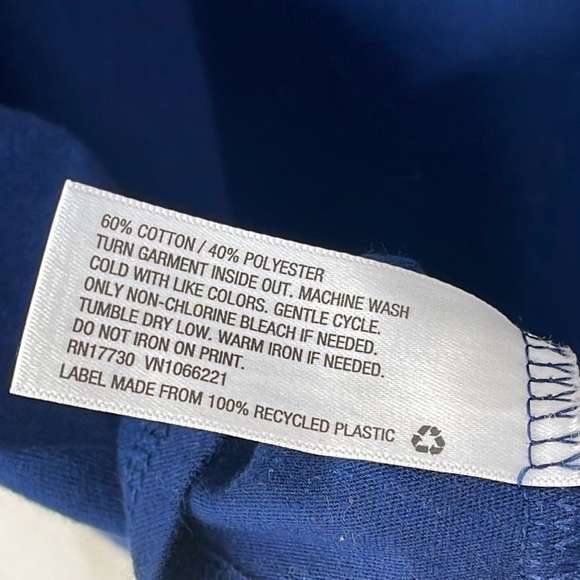 60% COTTON / 40% POLYESTER
TURN GARMENT INSIDE OUT. MACHINE WASH
COLD WITH LIKE COLORS. GENTLE CYCLE.
ONLY NON-CHLORINE BLEACH IF NEEDED.
TUMBLE DRY LOW. WARM IRON IF NEEDED.
DO NOT IRON ON PRINT.
RN17730 VN1066221
LABEL MADE FROM 100% RECYCLED PLASTIC